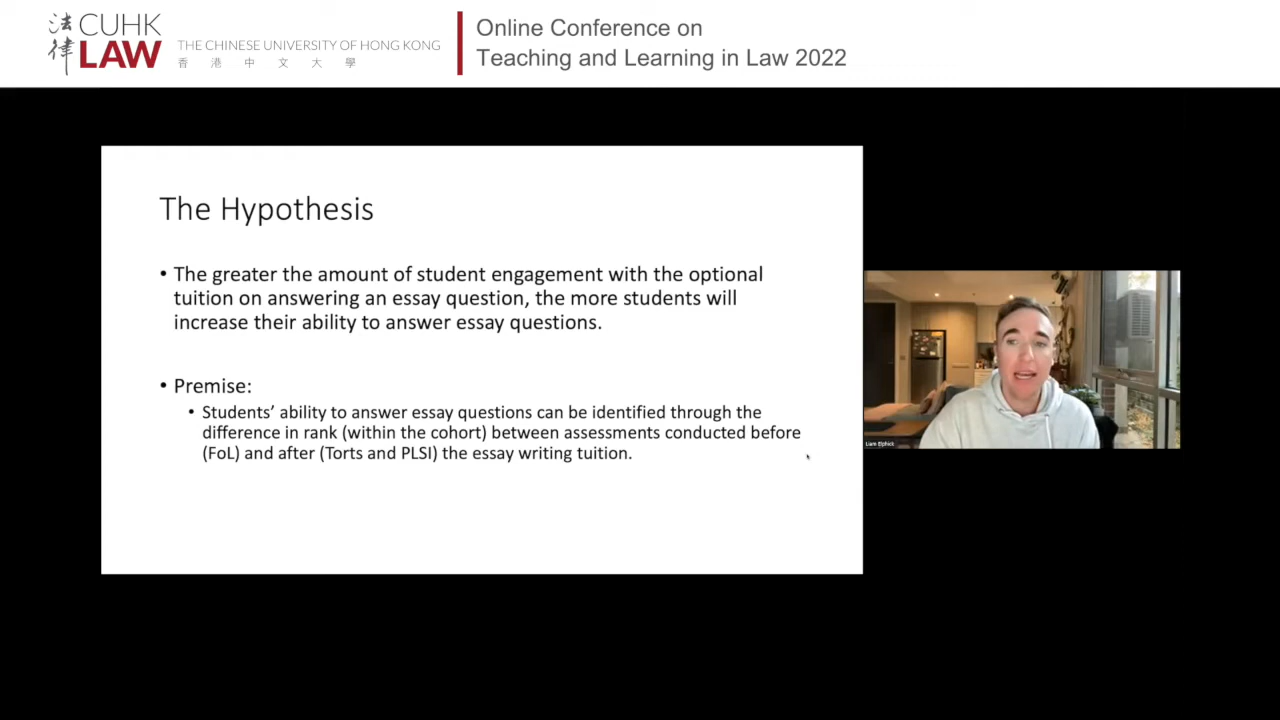 法律
CUHK
LAW
THE CHINESE UNIVERSITY OF HONG KONG
香港中文大學
Online Conference on
Teaching and Learning in Law 2022
The Hypothesis
• The greater the amount of student engagement with the optional
tuition on answering an essay question, the more students will
increase their ability to answer essay questions.
• Premise:
• Students’ ability to answer essay questions can be identified through the
difference in rank (within the cohort) between assessments conducted before
(FoL) and after (Torts and PLSI) the essay writing tuition.
Liam Elphick